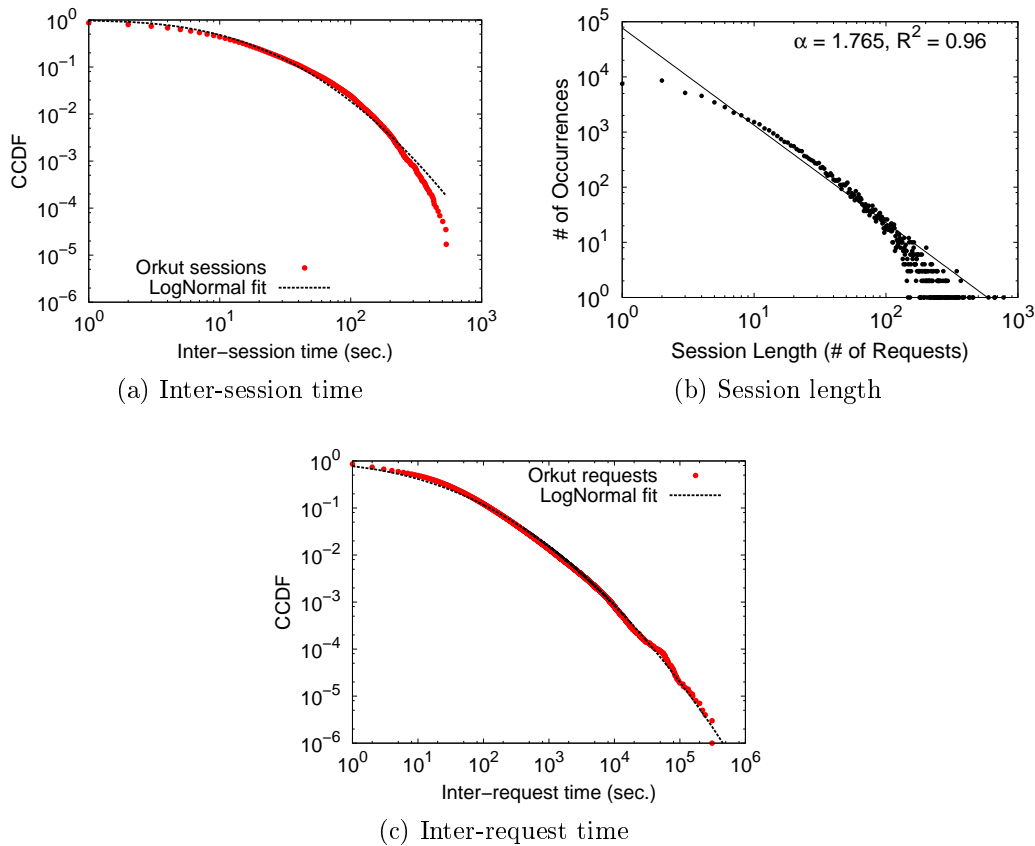 10^0
10^-1
10^-2
10^-3
10^-4
10^-5
10^-6
CCDF
Orkut sessions
LogNormal fit
10^0 10^1 10^2 10^3
Inter-session time (sec.)
(a) Inter-session time
10^5
10^4
10^3
10^2
10^1
10^0
# of Occurrences
α = 1.765, R^2 = 0.96
10^0 10^1 10^2 10^3
Session Length (# of Requests)
(b) Session length
10^0
10^-1
10^-2
10^-3
10^-4
10^-5
10^-6
CCDF
Orkut requests
LogNormal fit
10^0 10^1 10^2 10^3 10^4 10^5 10^6
Inter-request time (sec.)
(c) Inter-request time